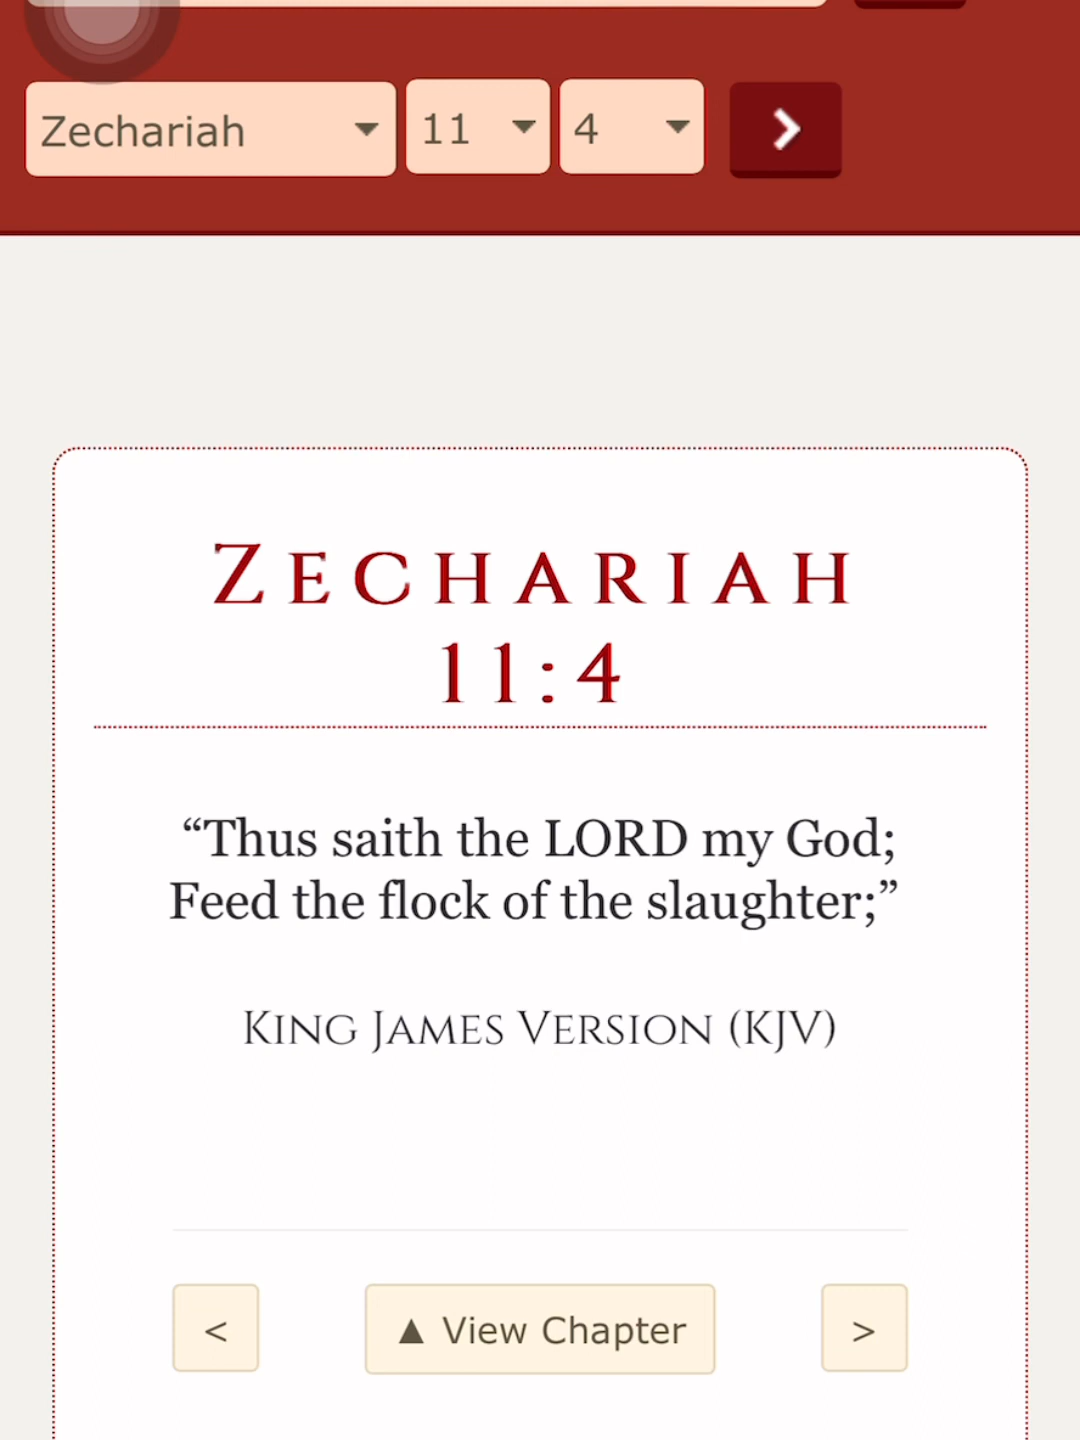 Zechariah 11 4
ZECHARIAH
11:4
“Thus saith the LORD my God;
Feed the flock of the slaughter;”
KING JAMES VERSION (KJV)
< ▲ View Chapter >